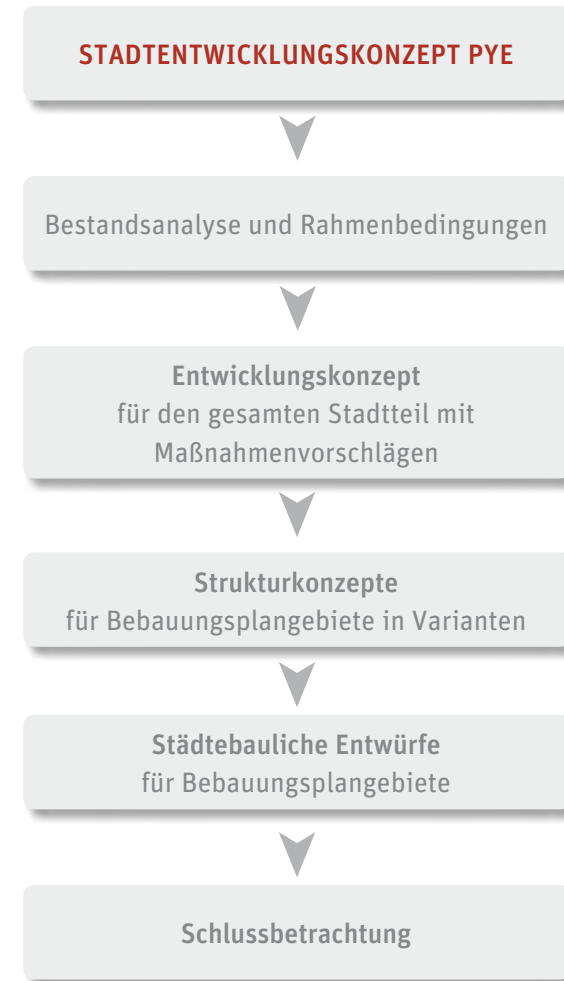 STADTENTWICKLUNGSKONZEPT PYE
Bestandsanalyse und Rahmenbedingungen
Entwicklungskonzept
für den gesamten Stadtteil mit
Maßnahmenvorschlägen
Strukturkonzepte
für Bebauungsplangebiete in Varianten
Städtebauliche Entwürfe
für Bebauungsplangebiete
Schlussbetrachtung